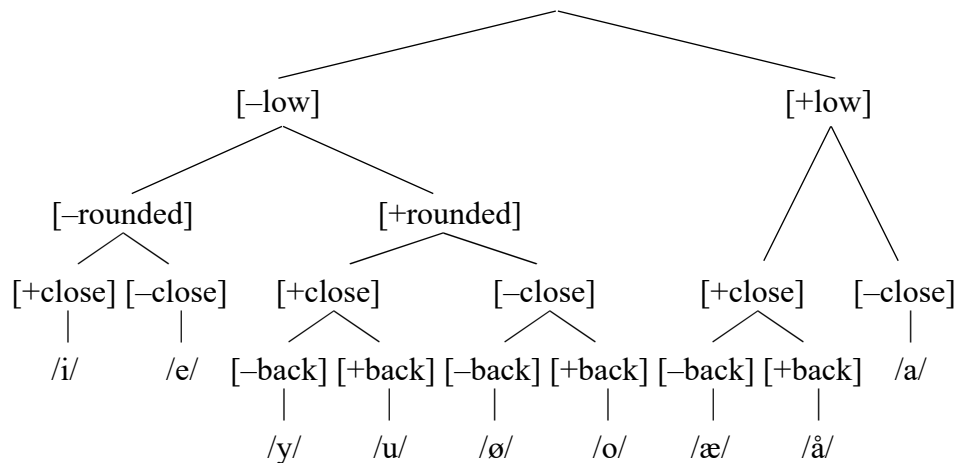 [–low] [+low]
[–rounded] [+rounded]
[+close] [–close] [+close] [–close] [+close] [–close]
/i/ /e/ [–back] [+back] [–back] [+back] [–back] [+back] /a/
/y/ /u/ /ø/ /o/ /æ/ /å/